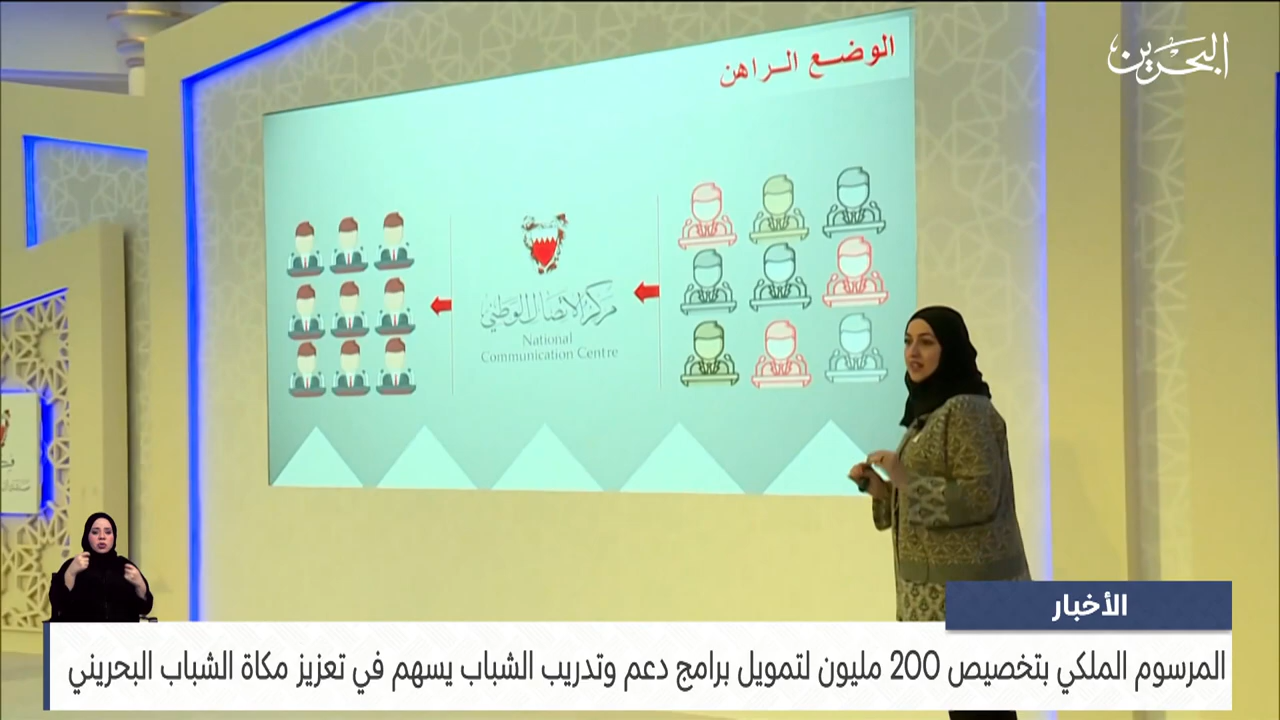 البحرين
الوضع الراهن
مركز الاتصال الوطني
National
Communication Centre
الأخبار
المرسوم الملكي بتخصيص 200 مليون لتمويل برامج دعم وتدريب الشباب يسهم في تعزيز مكاة الشباب البحريني